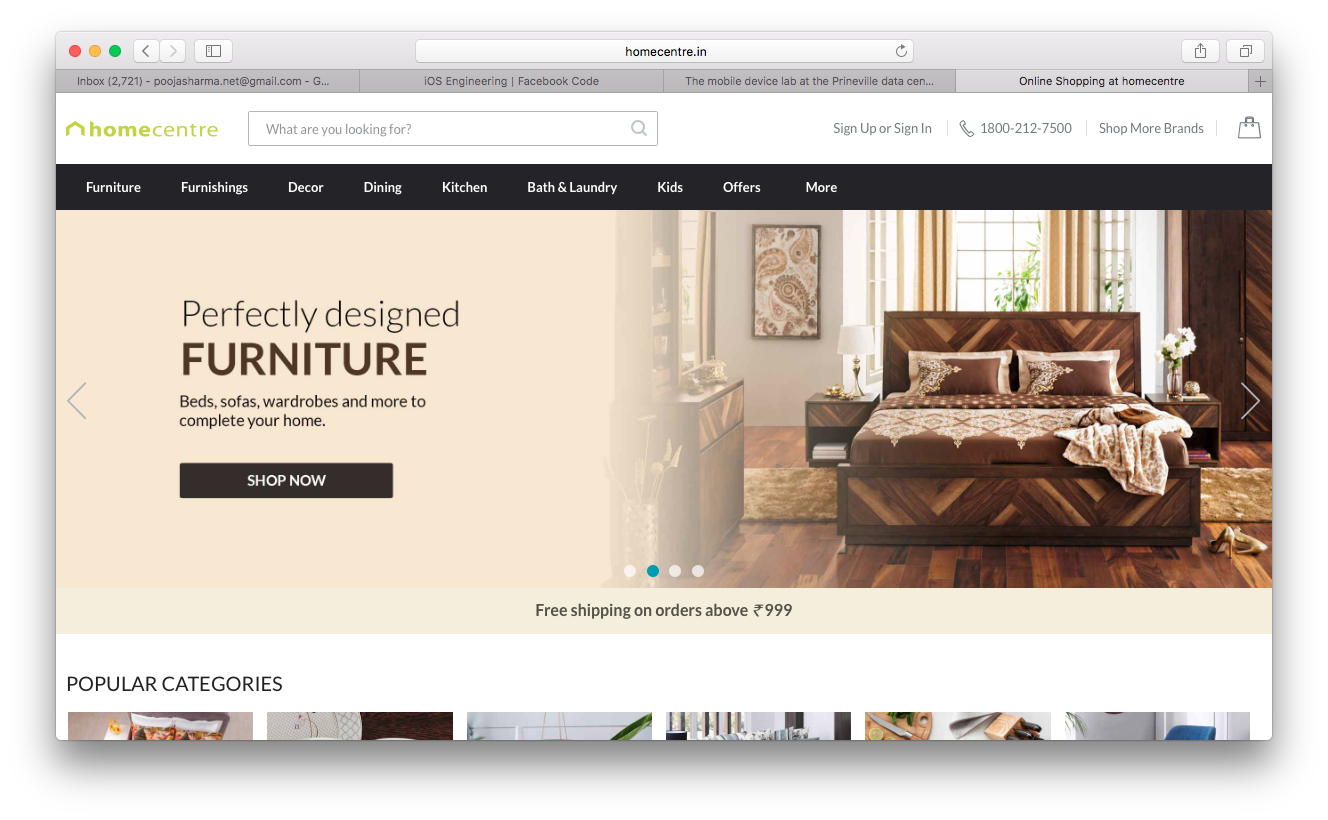 homecentre.in
Inbox (2,721) - poojasharma.net@gmail.com - G...
iOS Engineering | Facebook Code
The mobile device lab at the Prineville data cen...
Online Shopping at homecentre
homecentre
What are you looking for?
Sign Up or Sign In
1800-212-7500
Shop More Brands
Furniture
Furnishings
Decor
Dining
Kitchen
Bath & Laundry
Kids
Offers
More
Perfectly designed
FURNITURE
Beds, sofas, wardrobes and more to
complete your home.
SHOP NOW
Free shipping on orders above ₹999
POPULAR CATEGORIES